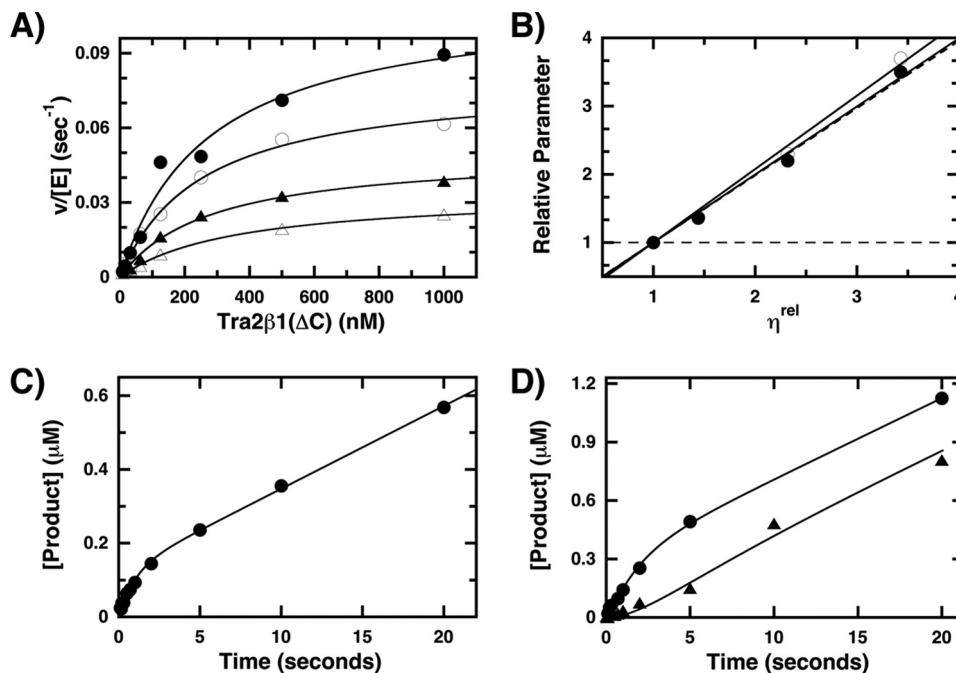 A)
v/[E] (sec⁻¹)
0.09
0.06
0.03
0
0 200 400 600 800 1000
Tra2β1(ΔC) (nM)
B)
Relative Parameter
4
3
2
1
1 2 3 4
η^rel
C)
[Product] (μM)
0.6
0.4
0.2
0
0 5 10 15 20
Time (seconds)
D)
[Product] (μM)
1.2
0.9
0.6
0.3
0
0 5 10 15 20
Time (seconds)